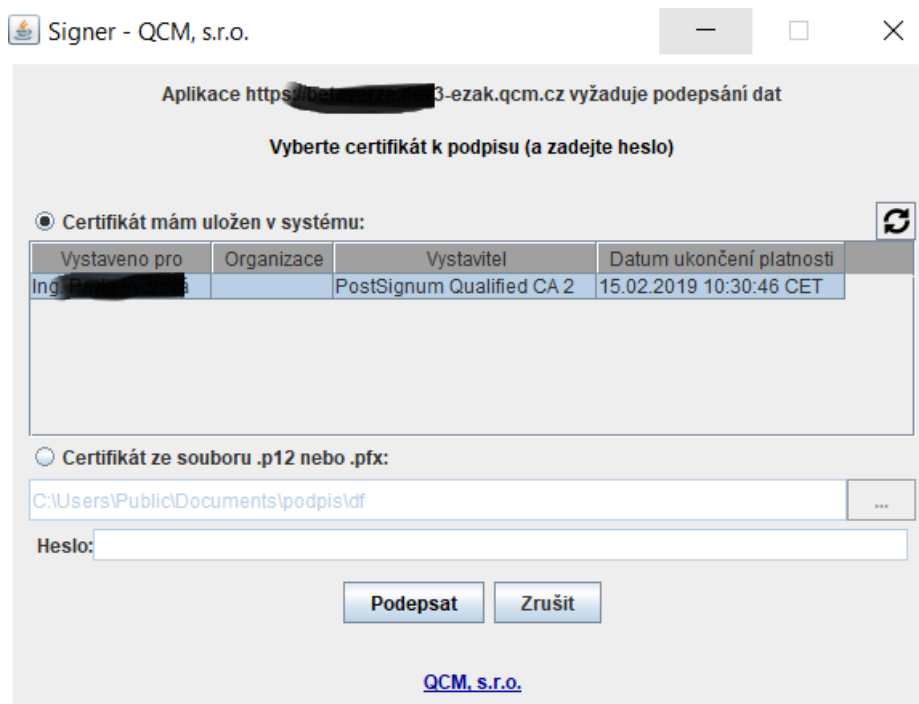 Signer - QCM, s.r.o.
Aplikace https:// 3-ezak.qcm.cz vyžaduje podepsání dat
Vyberte certifikát k podpisu (a zadejte heslo)
Certifikát mám uložen v systému:
Vystaveno pro Organizace Vystavitel Datum ukončení platnosti
Ing. PostSignum Qualified CA 2 15.02.2019 10:30:46 CET
Certifikát ze souboru .p12 nebo .pfx:
C:\Users\Public\Documents\podpis\df ...
Heslo:
Podepsat Zrušit
QCM, s.r.o.